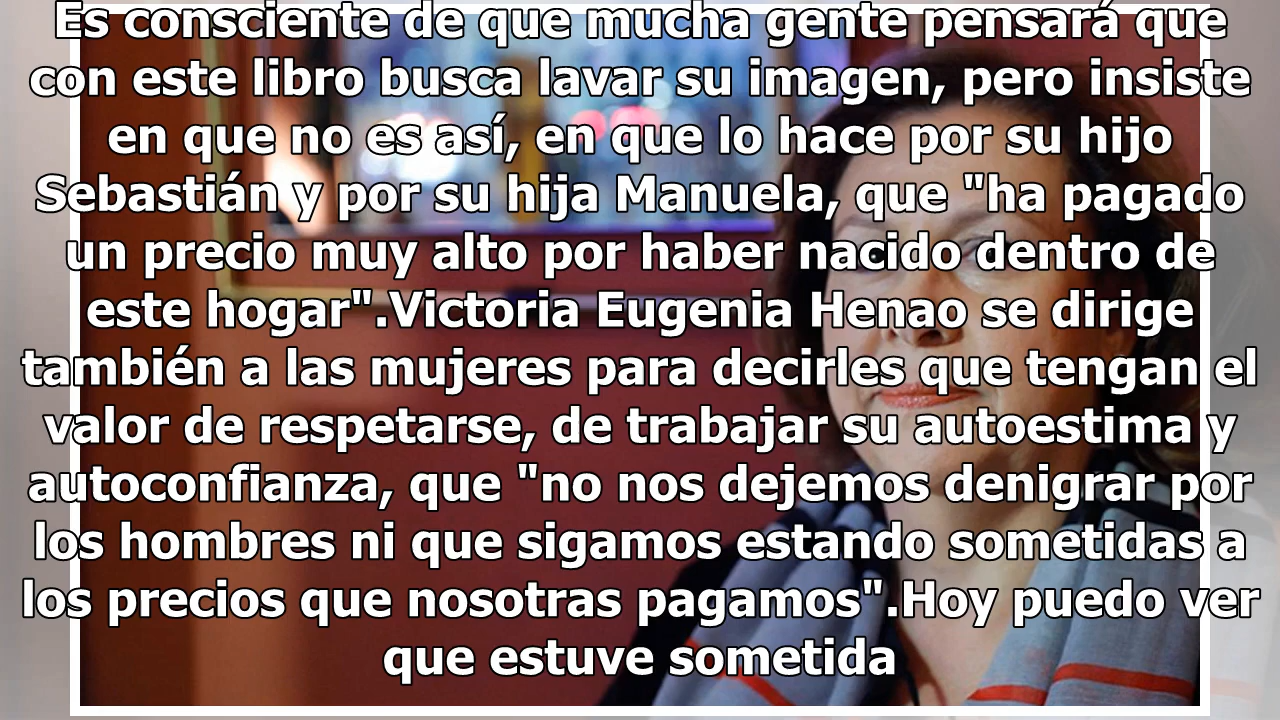 Es consciente de que mucha gente pensará que
con este libro busca lavar su imagen, pero insiste
en que no es así, en que lo hace por su hijo
Sebastián y por su hija Manuela, que "ha pagado
un precio muy alto por haber nacido dentro de
este hogar".Victoria Eugenia Henao se dirige
también a las mujeres para decirles que tengan el
valor de respetarse, de trabajar su autoestima y
autoconfianza, que "no nos dejemos denigrar por
los hombres ni que sigamos estando sometidas a
los precios que nosotras pagamos".Hoy puedo ver
que estuve sometida